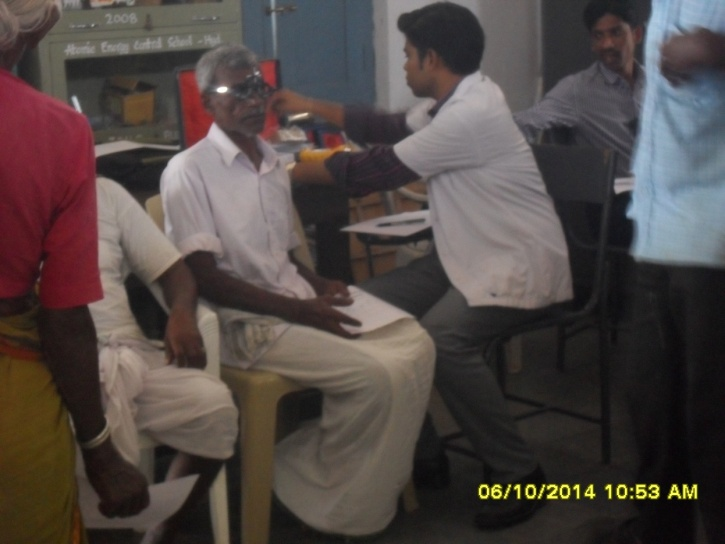 2008
Atomic Energy Central School
06/10/2014 10:53 AM